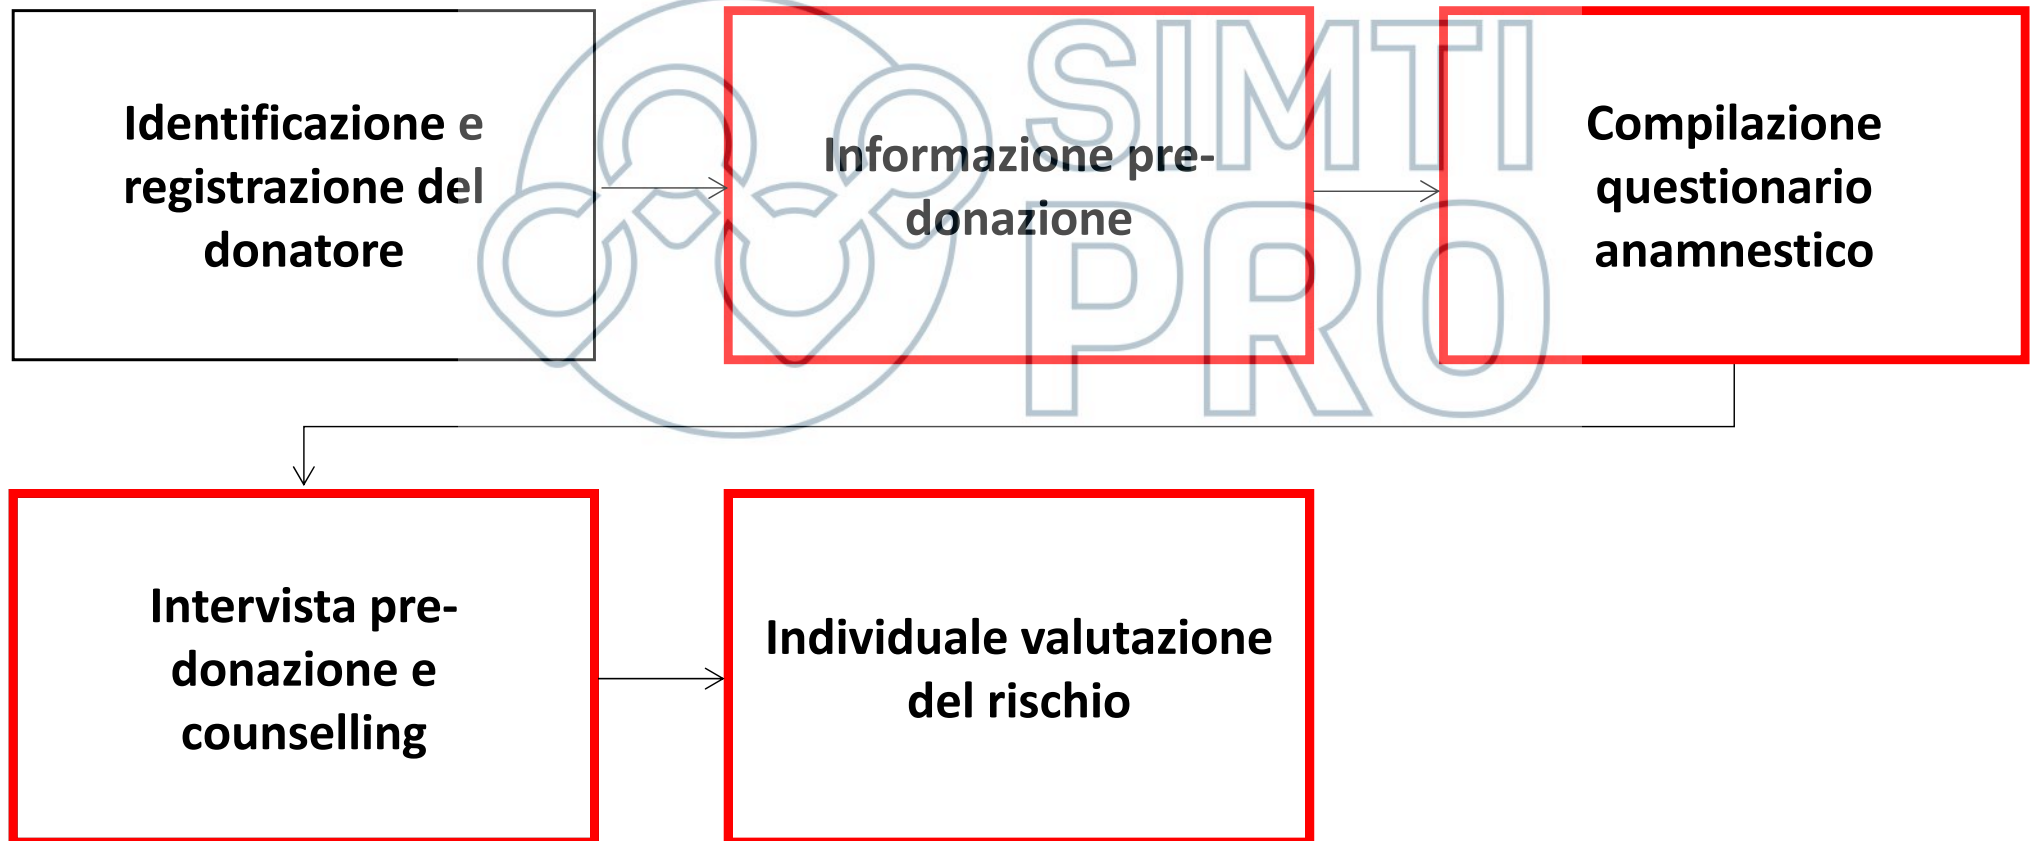 Identificazione e
registrazione del
donatore
Informazione pre-
donazione
Compilazione
questionario
anamnestico
SIMTI
PRO
Intervista pre-
donazione e
counselling
Individuale valutazione
del rischio